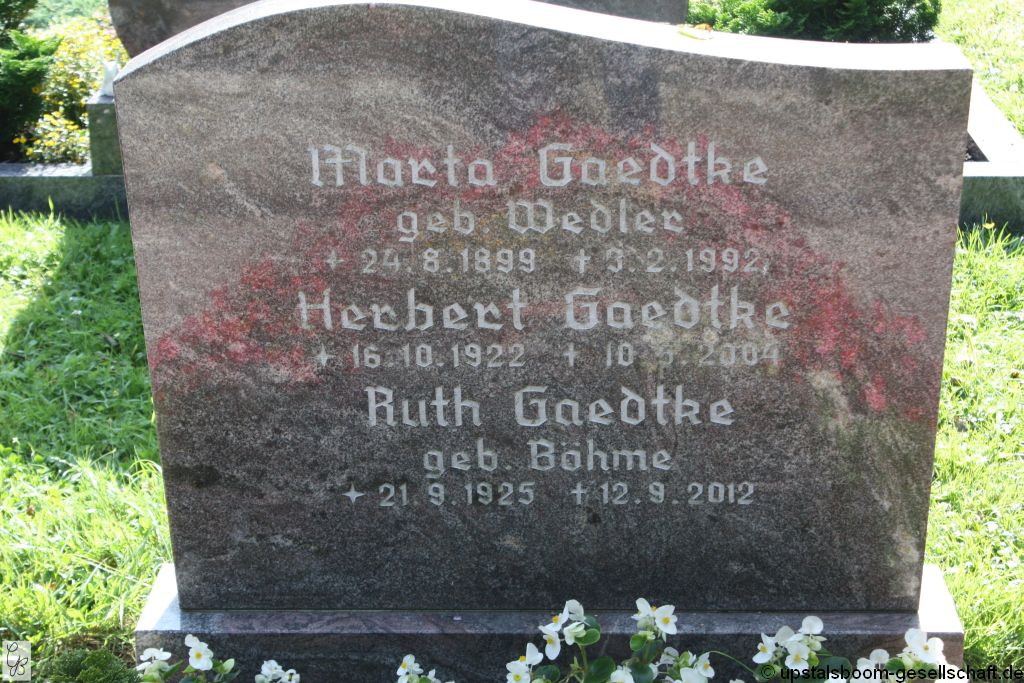 Marta Gaedtke
geb. Wedler
24.8.1899 † 3.2.1992
Herbert Gaedtke
16.10.1922 † 10.5.2004
Ruth Gaedtke
geb. Böhme
21.9.1925 † 12.9.2012
© upstalsboom-gesellschaft.de